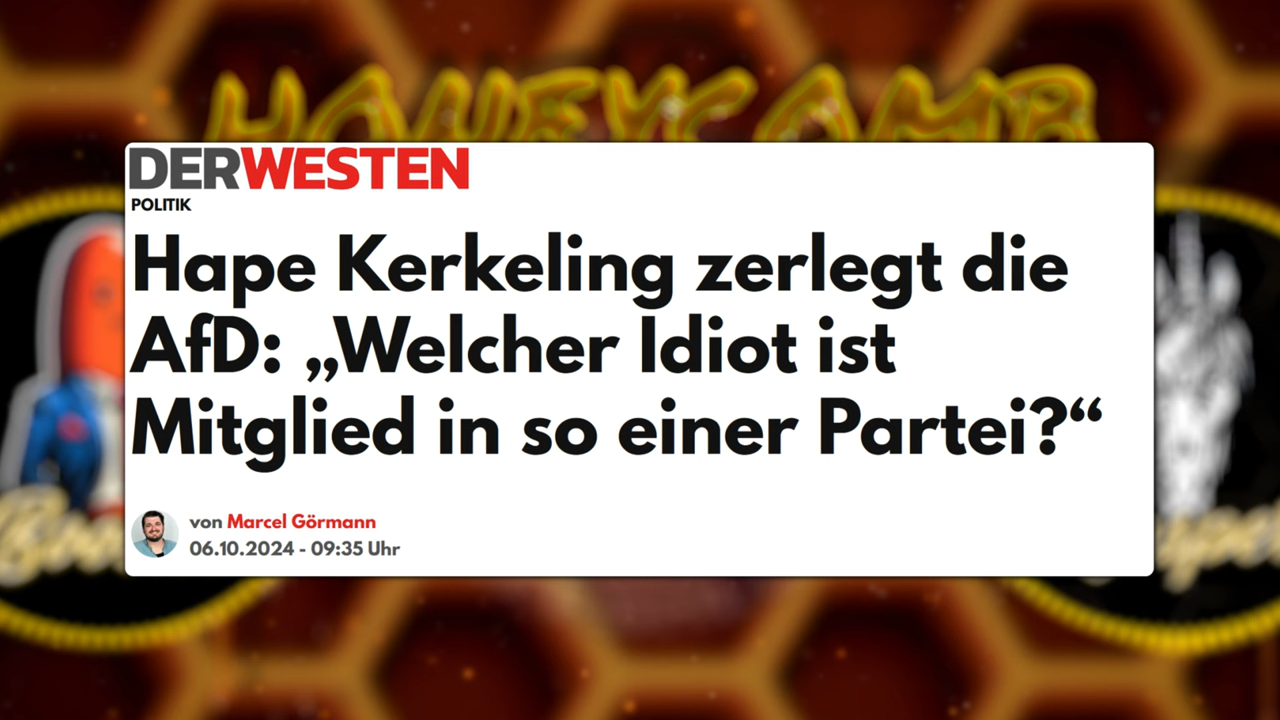 HONEYCOMB
DERWESTEN
POLITIK
Hape Kerkeling zerlegt die
AfD: „Welcher Idiot ist
Mitglied in so einer Partei?“
von Marcel Görmann
06.10.2024 - 09:35 Uhr